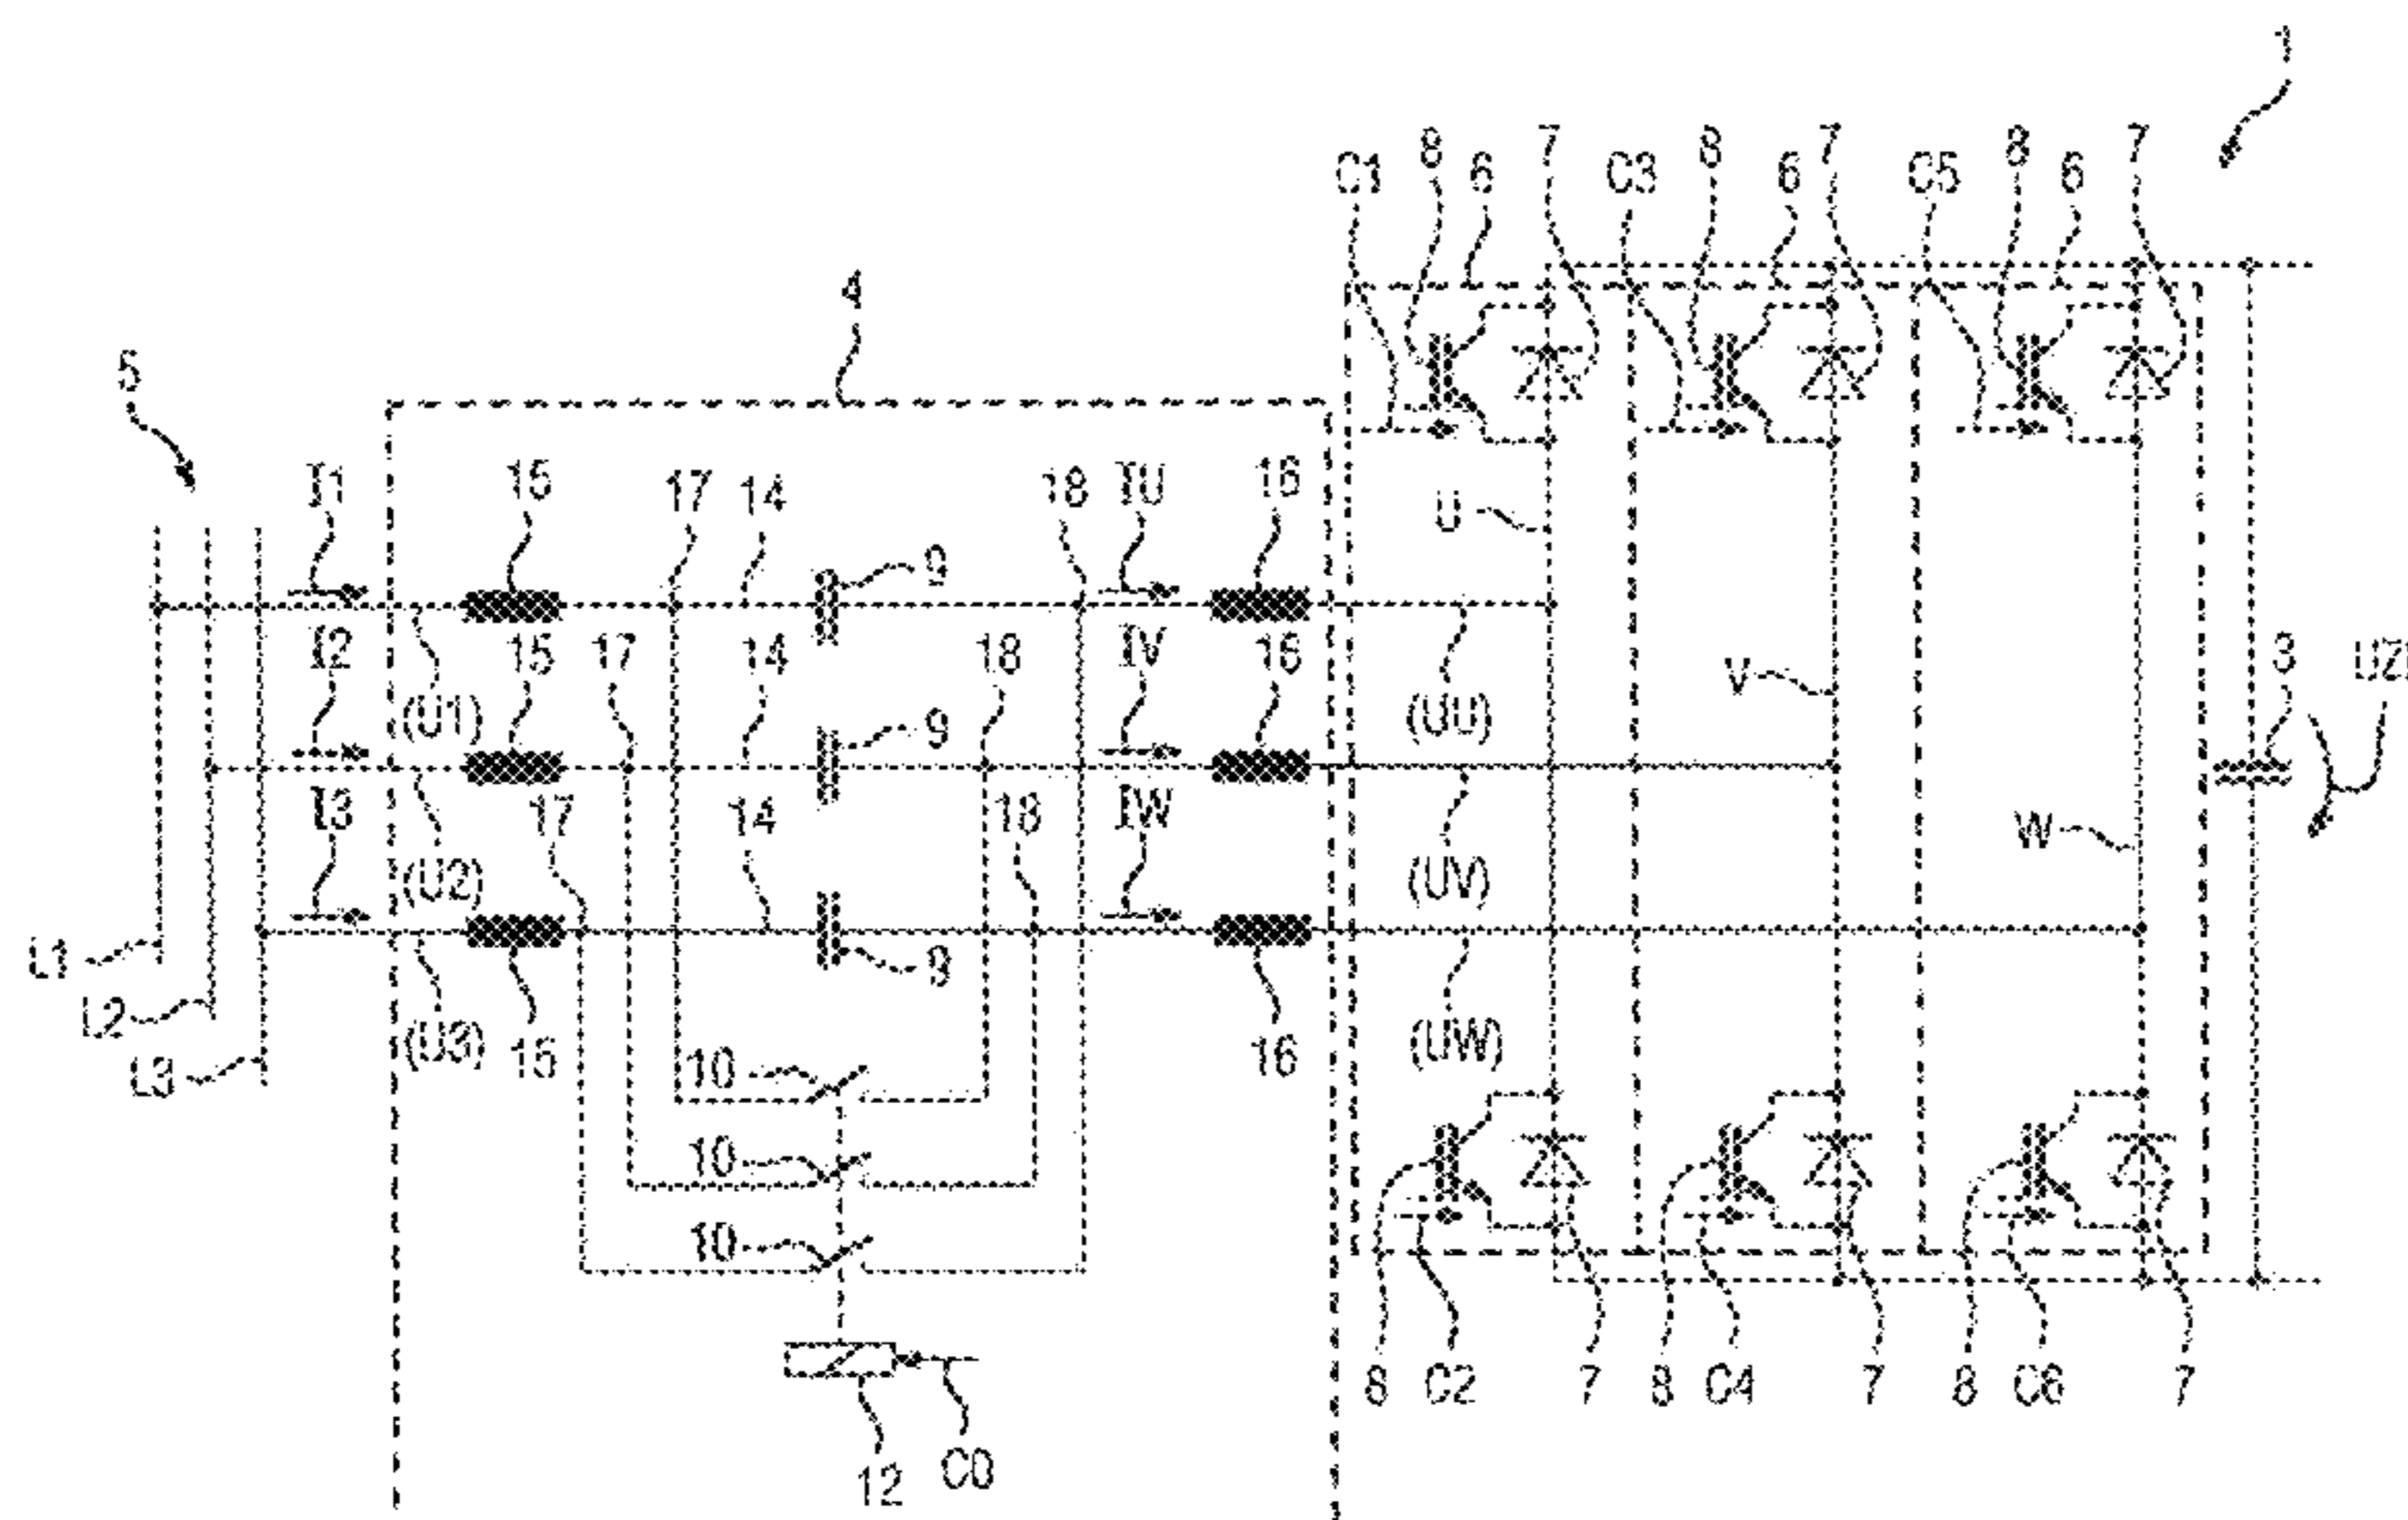 1
C1 8 6 7 C3 8 6 7 C5 8 6 7
4
5
I1 15 17 14 18 IU 16 U
9
I2 15 17 14 18 IV 16 V 3
(U1) 9 (UU)
I3 17 14 18 IW W
(U2) (UV)
L1 9
L2 (U3) 15 16 (UW)
L3 10
10
10
8 C2 7 8 C4 7 8 C6 7
12 C0